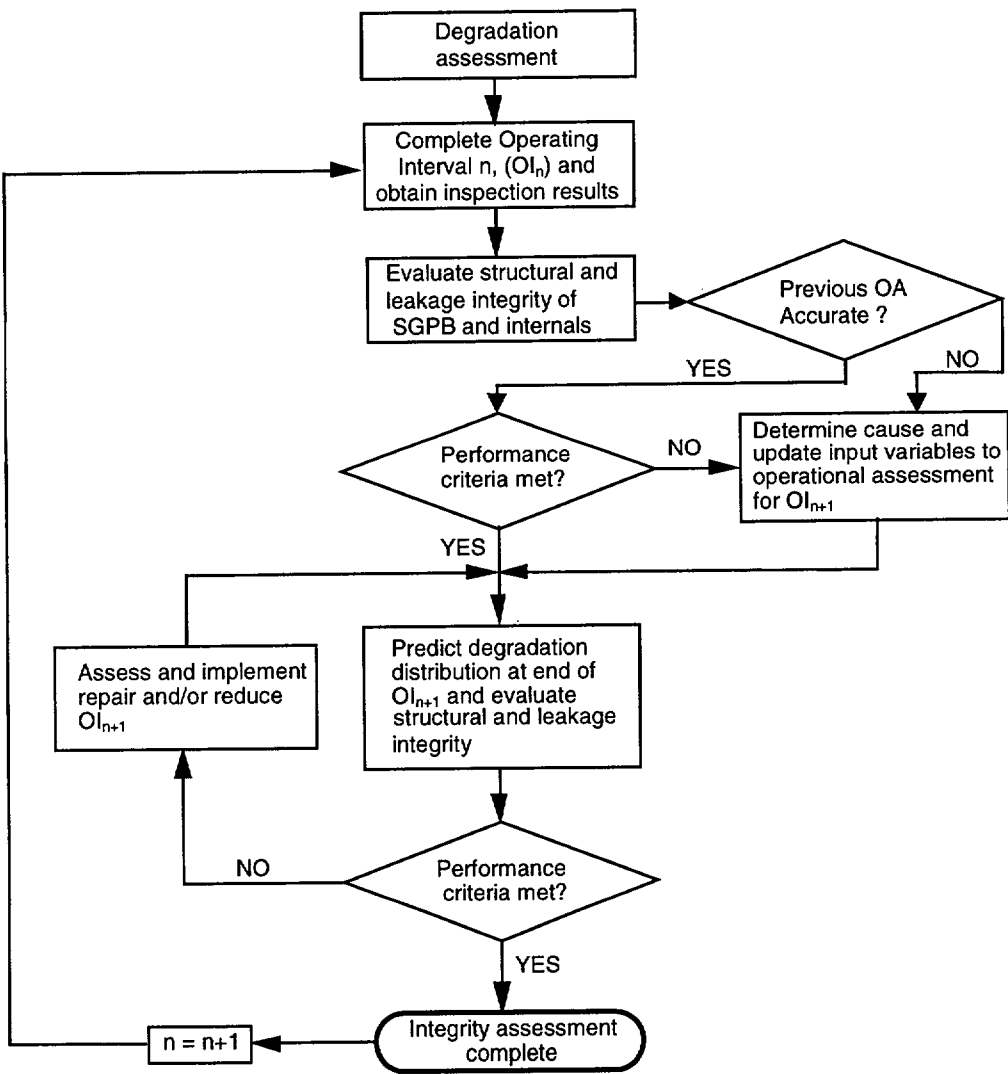 Degradation
assessment
Complete Operating
Interval n, (OIₙ) and
obtain inspection results
Evaluate structural and
leakage integrity of
SGPB and internals
Previous OA
Accurate ?
YES
NO
Performance
criteria met?
NO
Determine cause and
update input variables to
operational assessment
for OIₙ₊₁
YES
Assess and implement
repair and/or reduce
OIₙ₊₁
Predict degradation
distribution at end of
OIₙ₊₁ and evaluate
structural and leakage
integrity
NO
Performance
criteria met?
YES
n = n+1
Integrity assessment
complete